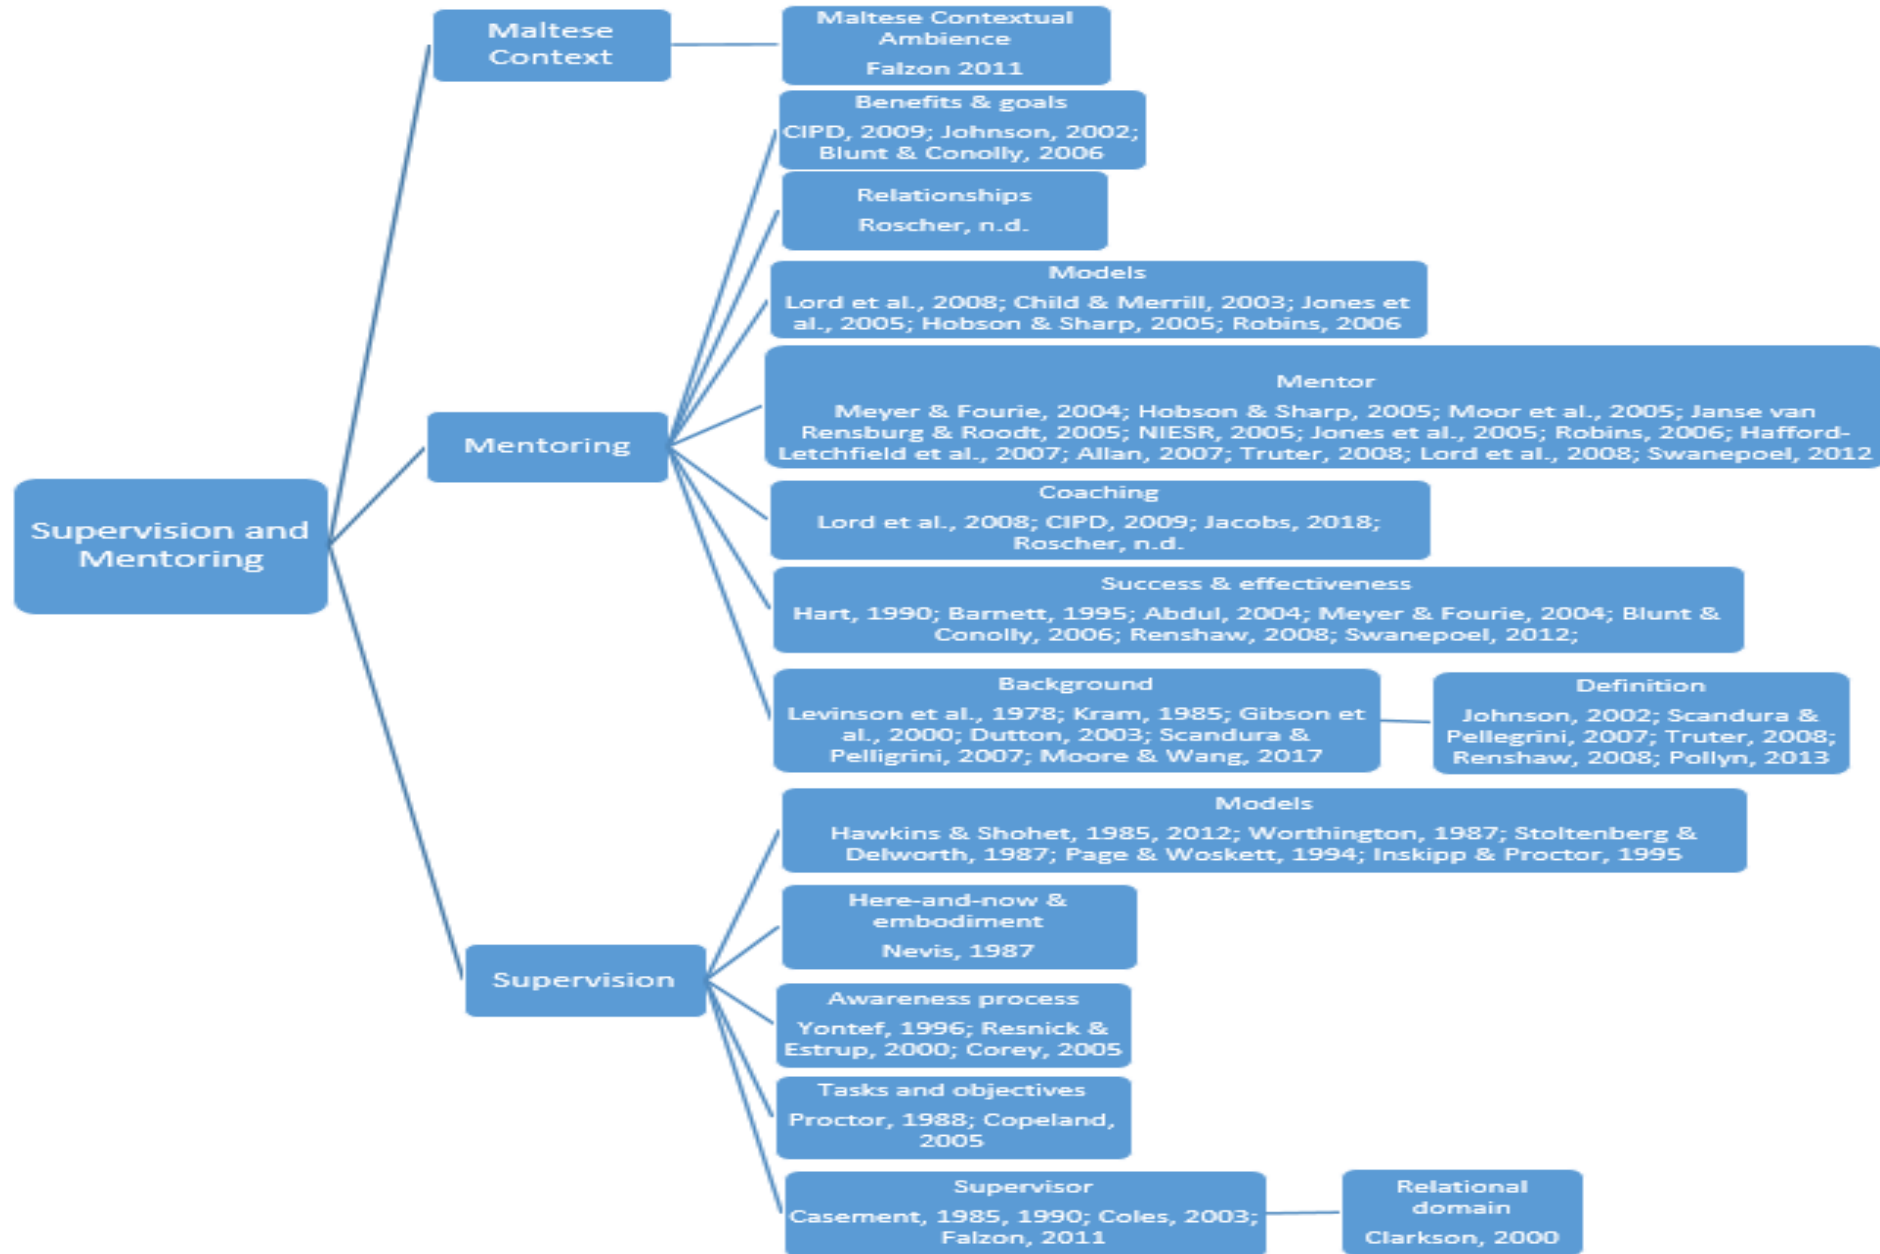 Supervision and
Mentoring
Maltese
Context
Maltese Contextual
Ambience
Falzon 2011
Mentoring
Benefits & goals
CIPD, 2009; Johnson, 2002;
Blunt & Conolly, 2006
Relationships
Roscher, n.d.
Models
Lord et al., 2008; Child & Merrill, 2003; Jones et
al., 2005; Hobson & Sharp, 2005; Robins, 2006
Mentor
Meyer & Fourie, 2004; Hobson & Sharp, 2005; Moor et al., 2005; Janse van
Rensburg & Roodt, 2005; NIESR, 2005; Jones et al., 2005; Robins, 2006; Hafford-
Letchfield et al., 2007; Allan, 2007; Truter, 2008; Lord et al., 2008; Swanepoel, 2012
Coaching
Lord et al., 2008; CIPD, 2009; Jacobs, 2018;
Roscher, n.d.
Success & effectiveness
Hart, 1990; Barnett, 1995; Abdul, 2004; Meyer & Fourie, 2004; Blunt &
Conolly, 2006; Renshaw, 2008; Swanepoel, 2012;
Background
Levinson et al., 1978; Kram, 1985; Gibson et
al., 2000; Dutton, 2003; Scandura &
Pelligrini, 2007; Moore & Wang, 2017
Definition
Johnson, 2002; Scandura &
Pellegrini, 2007; Truter, 2008;
Renshaw, 2008; Pollyn, 2013
Supervision
Models
Hawkins & Shohet, 1985, 2012; Worthington, 1987; Stoltenberg &
Delworth, 1987; Page & Woskett, 1994; Inskipp & Proctor, 1995
Here-and-now &
embodiment
Nevis, 1987
Awareness process
Yontef, 1996; Resnick &
Estrup, 2000; Corey, 2005
Tasks and objectives
Proctor, 1988; Copeland,
2005
Supervisor
Casement, 1985, 1990; Coles, 2003;
Falzon, 2011
Relational
domain
Clarkson, 2000